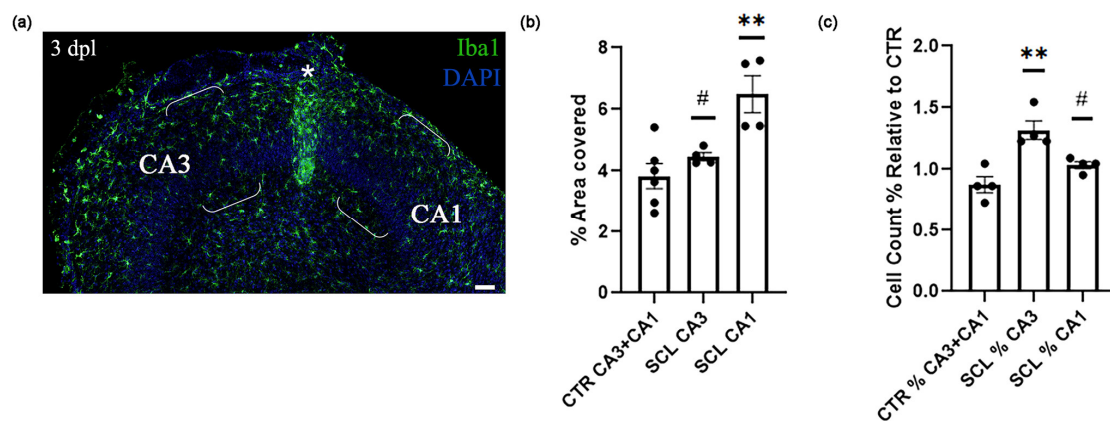 (a)
3 dpl
Iba1
DAPI
*
CA3
CA1
(b)
% Area covered
8
6
4
2
0
#
**
CTR CA3+CA1
SCL CA3
SCL CA1
(c)
Cell Count % Relative to CTR
2.0
1.5
1.0
0.5
0.0
**
#
CTR % CA3+CA1
SCL % CA3
SCL % CA1